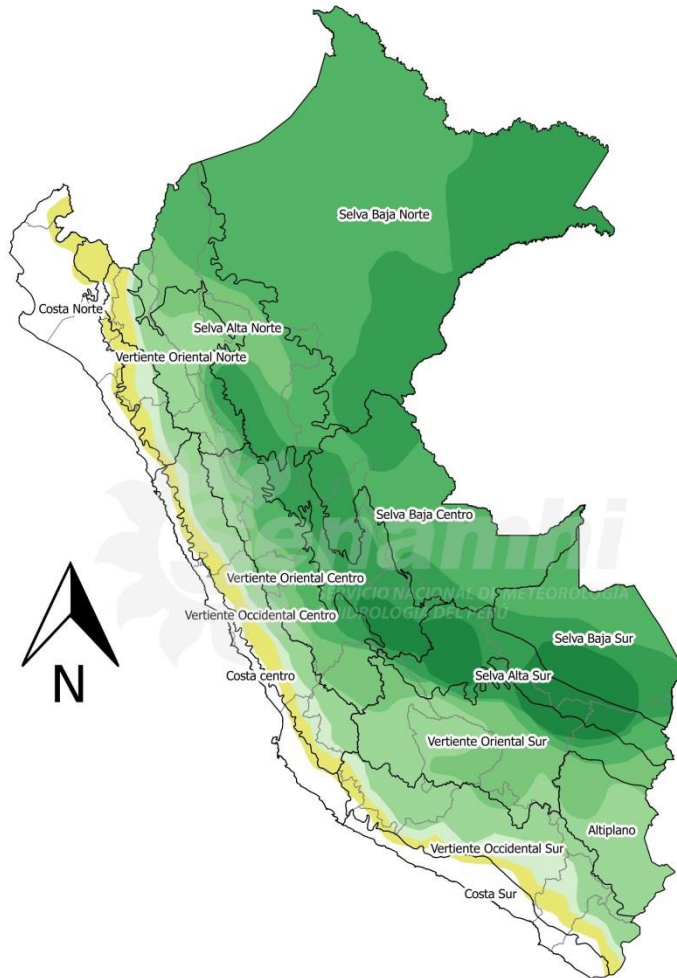 Selva Baja Norte
Costa Norte
Selva Alta Norte
Vertiente Oriental Norte
Selva Baja Centro
Senamhi
Vertiente Oriental Centro
SERVICIO NACIONAL DE METEOROLOGÍA
Vertiente Occidental Centro
HIDROLOGÍA DEL PERÚ
Selva Baja Sur
Costa centro
Selva Alta Sur
N
Vertiente Oriental Sur
Altiplano
Vertiente Occidental Sur
Costa Sur